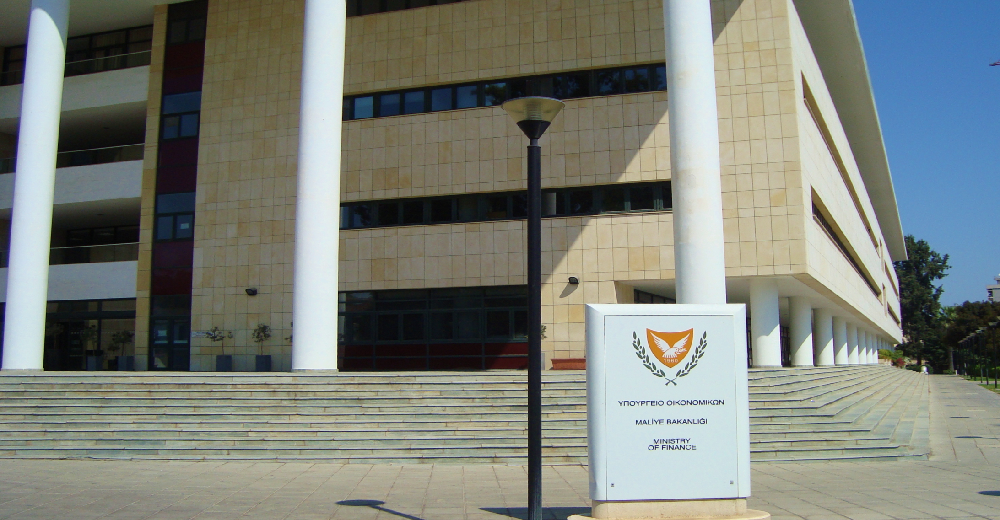 1960
ΥΠΟΥΡΓΕΙΟ ΟΙΚΟΝΟΜΙΚΩΝ
MALİYE BAKANLIĞI
MINISTRY
OF FINANCE